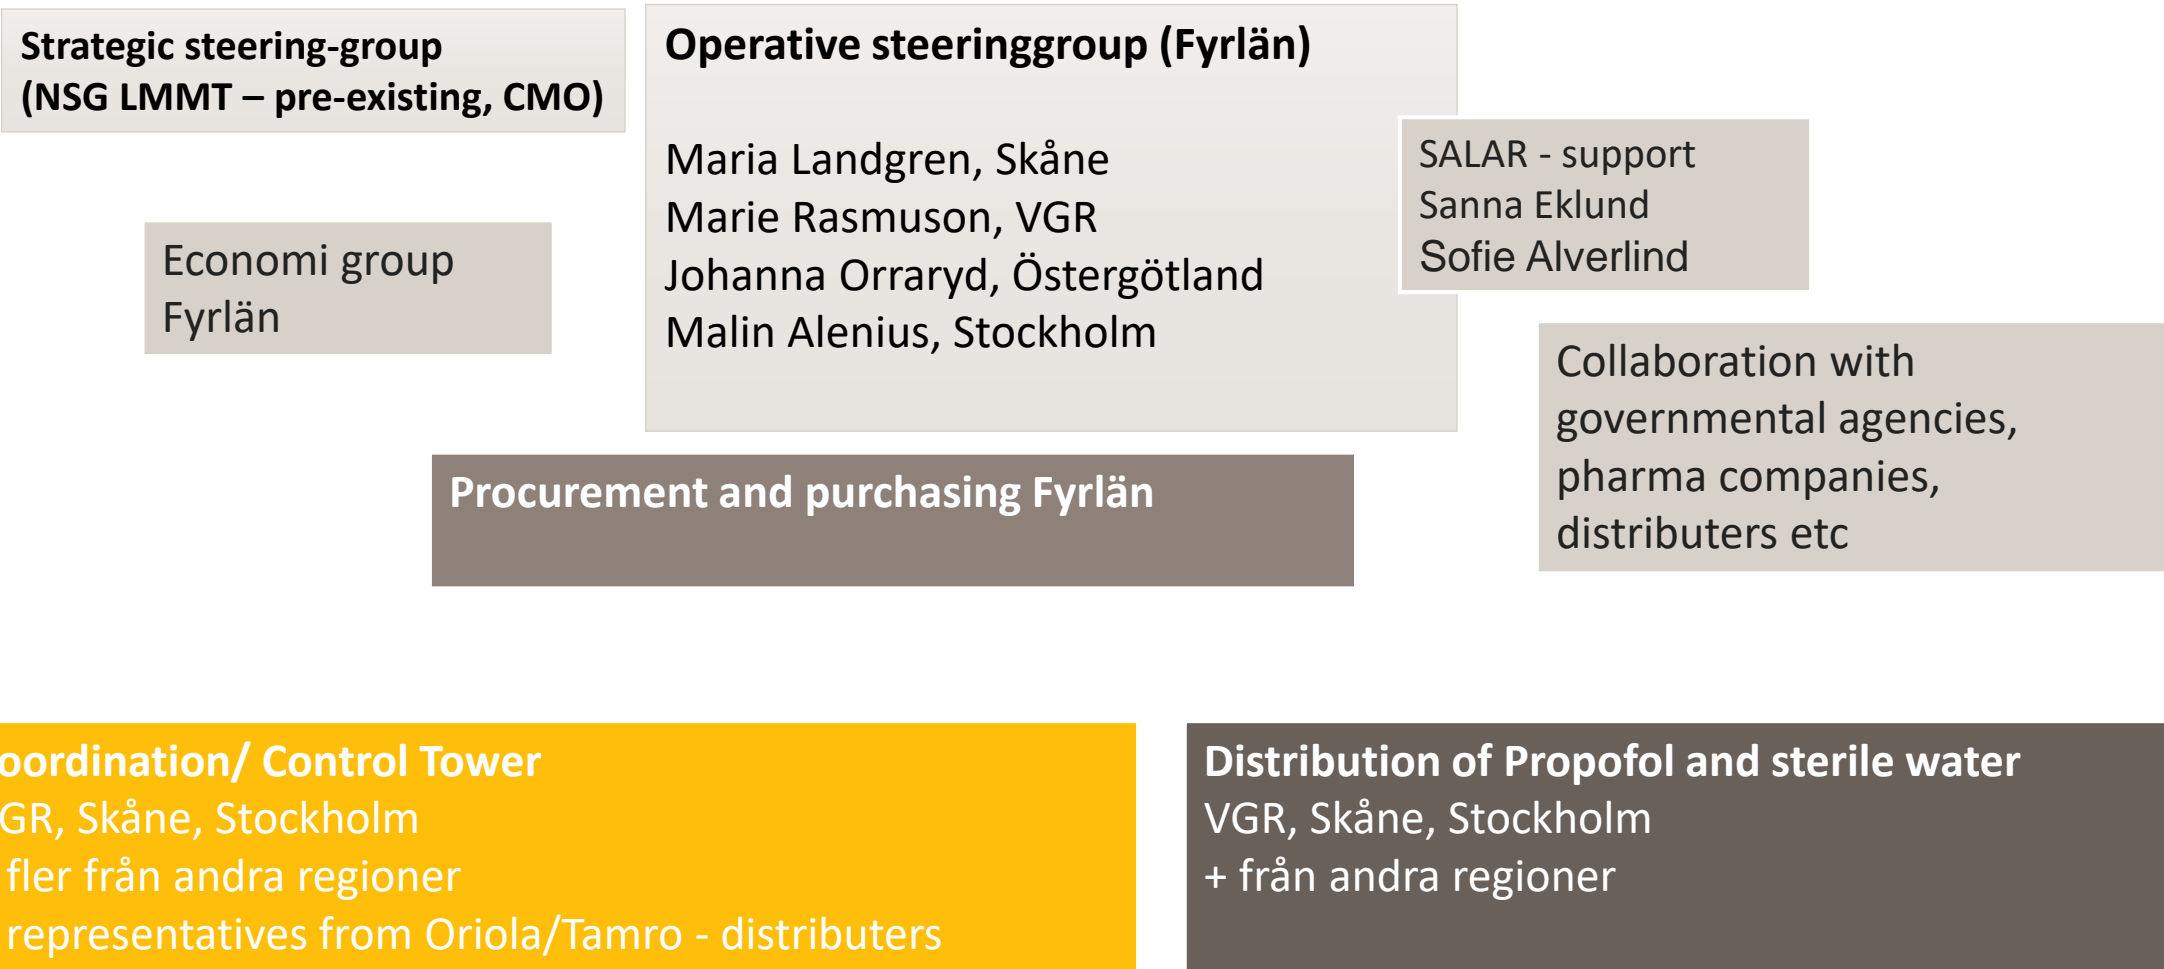 Strategic steering-group
(NSG LMMT – pre-existing, CMO)
Operative steeringgroup (Fyrlän)
Maria Landgren, Skåne
Marie Rasmuson, VGR
Johanna Orraryd, Östergötland
Malin Alenius, Stockholm
SALAR - support
Sanna Eklund
Sofie Alverlind
Economi group
Fyrlän
Collaboration with
governmental agencies,
pharma companies,
distributers etc
Procurement and purchasing Fyrlän
oordination/ Control Tower
GR, Skåne, Stockholm
fler från andra regioner
representatives from Oriola/Tamro - distributers
Distribution of Propofol and sterile water
VGR, Skåne, Stockholm
+ från andra regioner